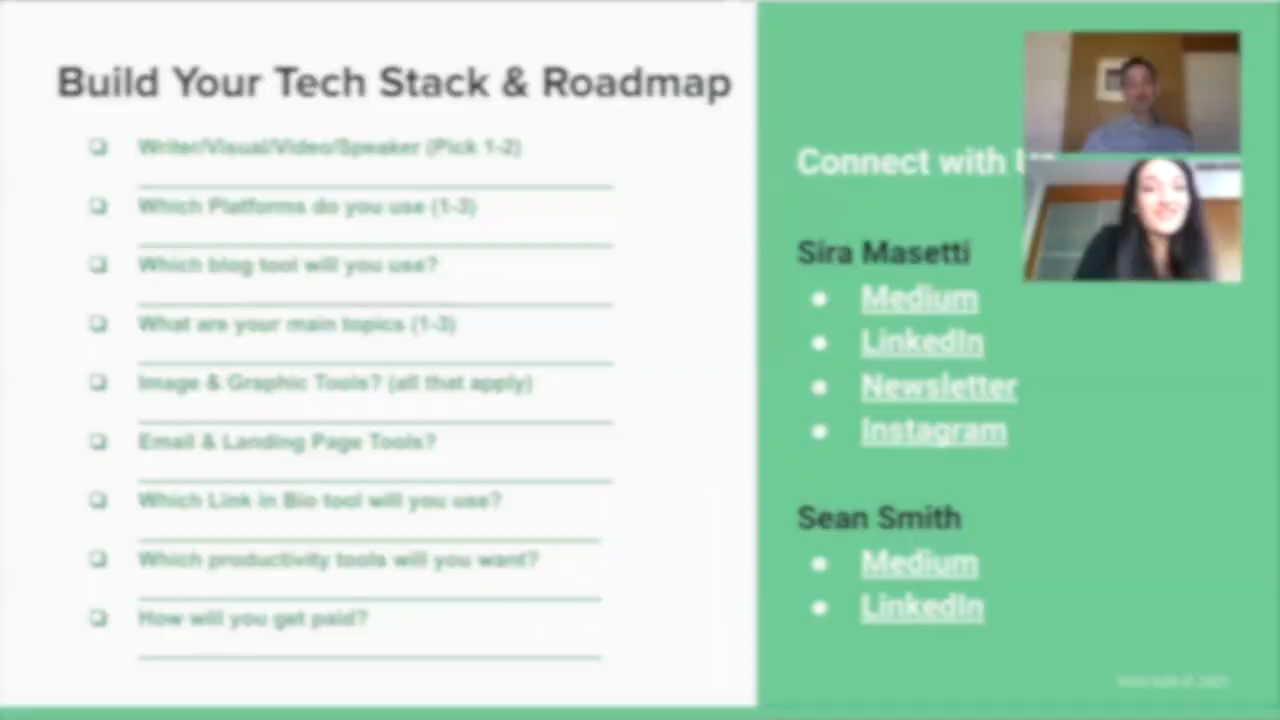 Build Your Tech Stack & Roadmap
Writer/Visual/Video/Speaker (Pick 1-2)
Which Platforms do you use (1-3)
Which blog tool will you use?
What are your main topics (1-3)
Image & Graphic Tools? (all that apply)
Email & Landing Page Tools?
Which Link in Bio tool will you use?
Which productivity tools will you want?
How will you get paid?
Connect with
Sira Masetti
Medium
LinkedIn
Newsletter
Instagram
Sean Smith
Medium
LinkedIn